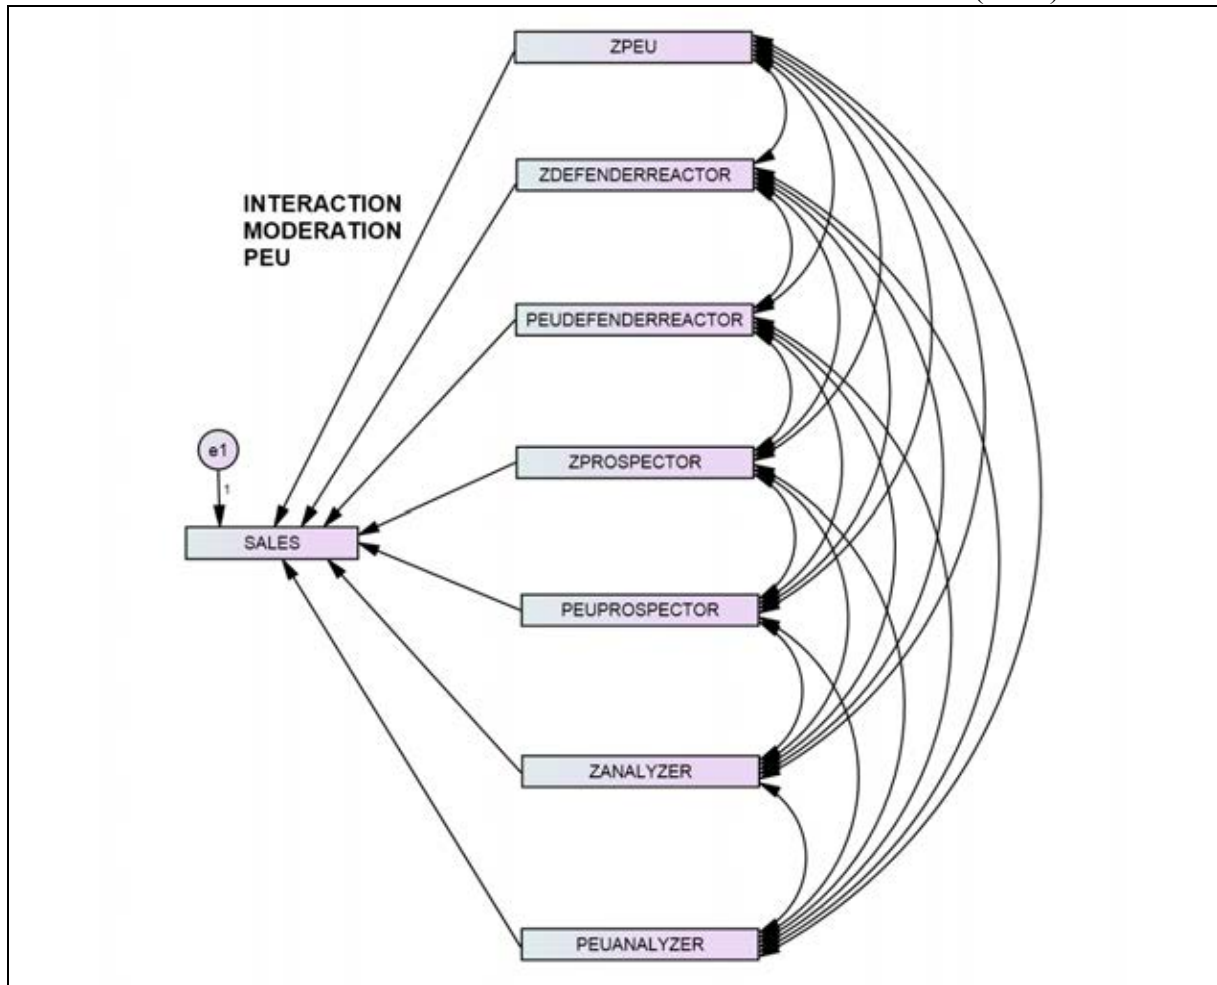 ZPEU
ZDEFENDERREACTOR
INTERACTION
MODERATION
PEU
PEUDEFENDERREACTOR
e1
ZPROSPECTOR
1
SALES
PEUPROSPECTOR
ZANALYZER
PEUANALYZER